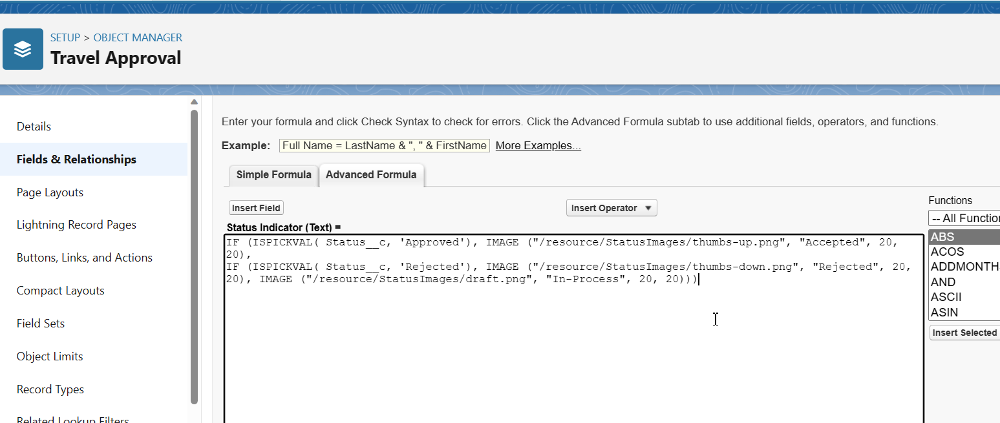 SETUP > OBJECT MANAGER
Travel Approval
Details
Fields & Relationships
Page Layouts
Lightning Record Pages
Buttons, Links, and Actions
Compact Layouts
Field Sets
Object Limits
Record Types
Related Lookup Filters
Enter your formula and click Check Syntax to check for errors. Click the Advanced Formula subtab to use additional fields, operators, and functions.
Example: Full Name = LastName & ", " & FirstName More Examples...
Simple Formula Advanced Formula
Insert Field Insert Operator
Status Indicator (Text) =
IF (ISPICKVAL( Status__c, 'Approved'), IMAGE ("/resource/StatusImages/thumbs-up.png", "Accepted", 20,
20),
IF (ISPICKVAL( Status__c, 'Rejected'), IMAGE ("/resource/StatusImages/thumbs-down.png", "Rejected", 20,
20), IMAGE ("/resource/StatusImages/draft.png", "In-Process", 20, 20)))
Functions
-- All Function
ABS
ACOS
ADDMONTH
AND
ASCII
ASIN
Insert Selected